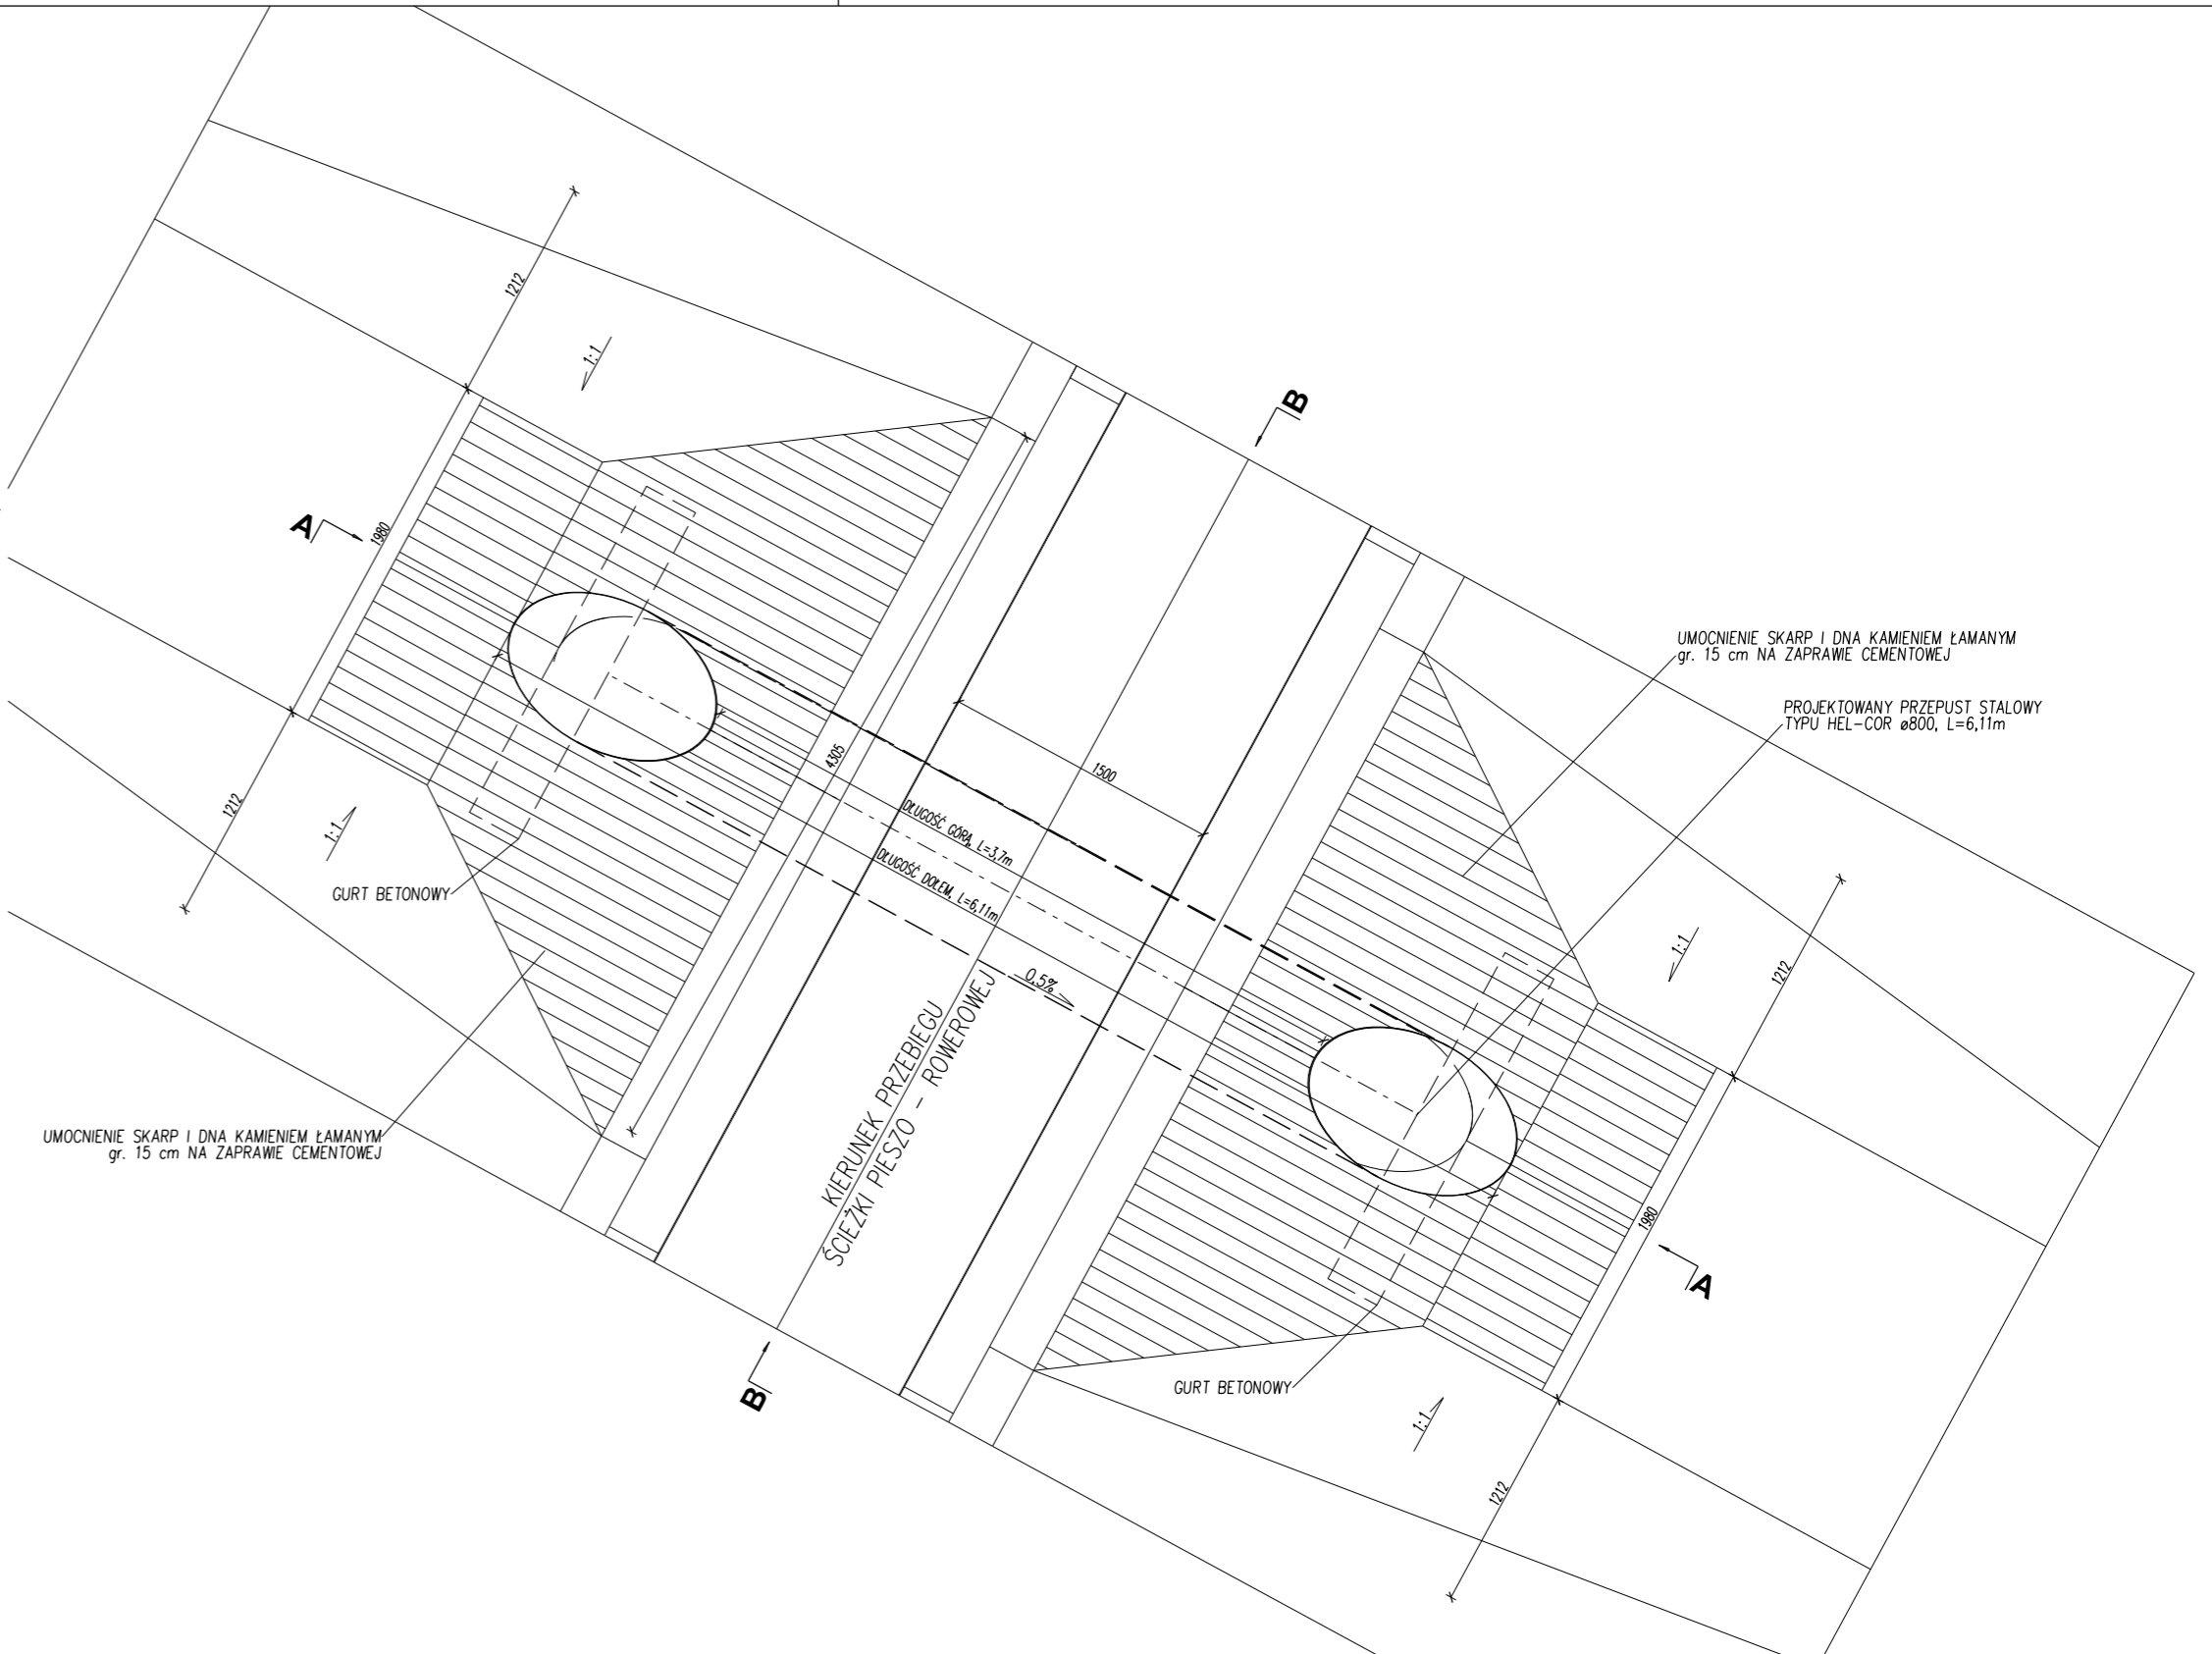 1212
1:1
B
A
1980
UMOCNIENIE SKARP I DNA KAMIENIEM ŁAMANYM
gr. 15 cm NA ZAPRAWIE CEMENTOWEJ
PROJEKTOWANY PRZEPUST STALOWY
TYPU HEL-COR ø800, L=6,11m
4305
1500
DŁUGOŚĆ GÓRĄ, L=3,7m
DŁUGOŚĆ DOŁEM, L=6,11m
0,5%
1212
1:1
GURT BETONOWY
1:1
1212
KIERUNEK PRZEBIEGU
ŚCIEŻKI PIESZO - ROWEROWEJ
UMOCNIENIE SKARP I DNA KAMIENIEM ŁAMANYM
gr. 15 cm NA ZAPRAWIE CEMENTOWEJ
1980
A
B
GURT BETONOWY
1:1
1212